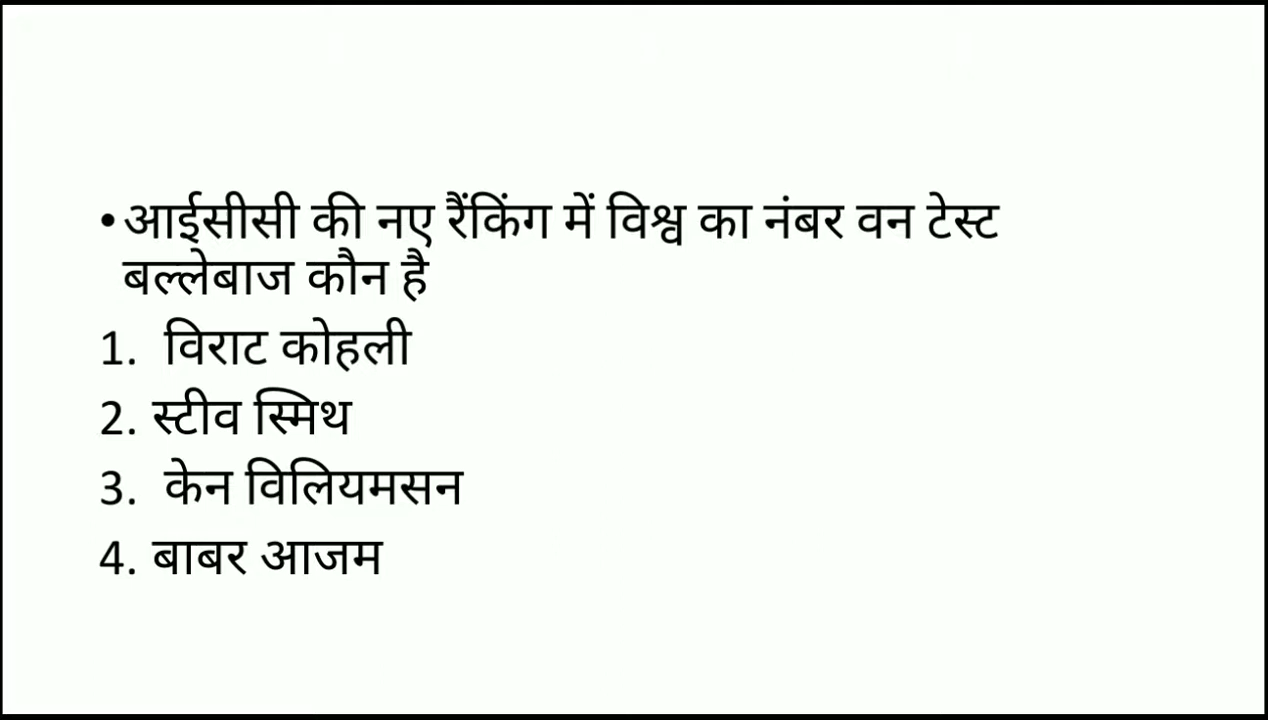 • आईसीसी की नए रैंकिंग में विश्व का नंबर वन टेस्ट
बल्लेबाज कौन है
1. विराट कोहली
2. स्टीव स्मिथ
3. केन विलियमसन
4. बाबर आजम